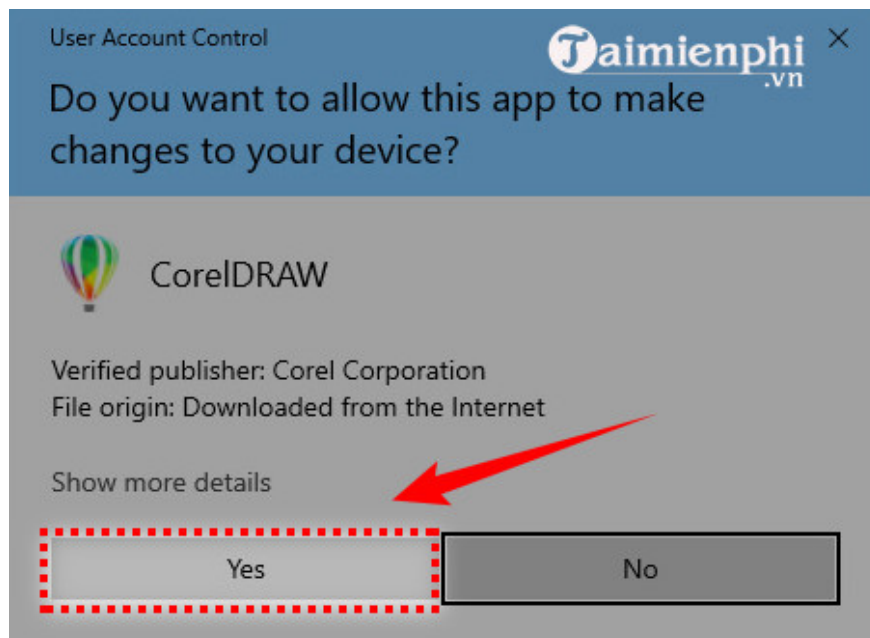 User Account Control
Taimienphi
.vn
Do you want to allow this app to make
changes to your device?
CorelDRAW
Verified publisher: Corel Corporation
File origin: Downloaded from the Internet
Show more details
Yes
No